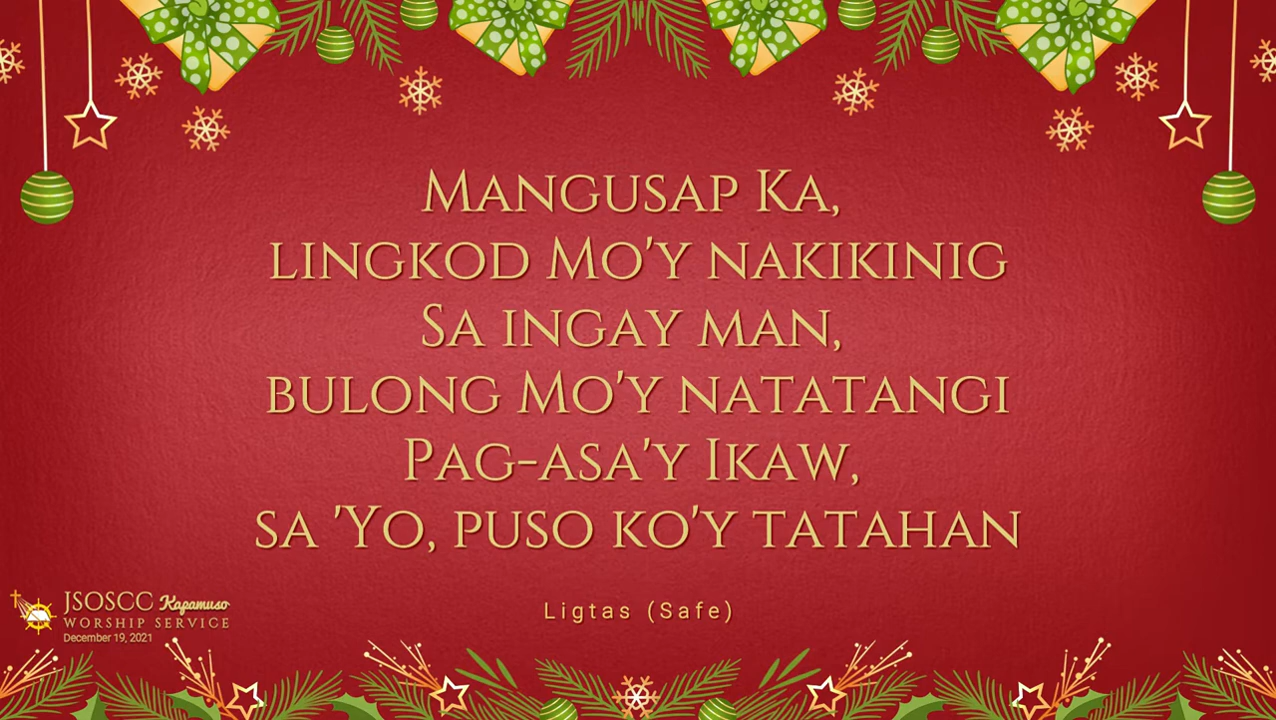 Mangusap Ka,
lingkod Mo'y nakikinig
Sa ingay man,
bulong Mo'y natatangi
Pag-asa'y Ikaw,
sa 'Yo, puso ko'y tatahan
Ligtas (Safe)
JSOSCC Kapamuso
WORSHIP SERVICE
December 19, 2021